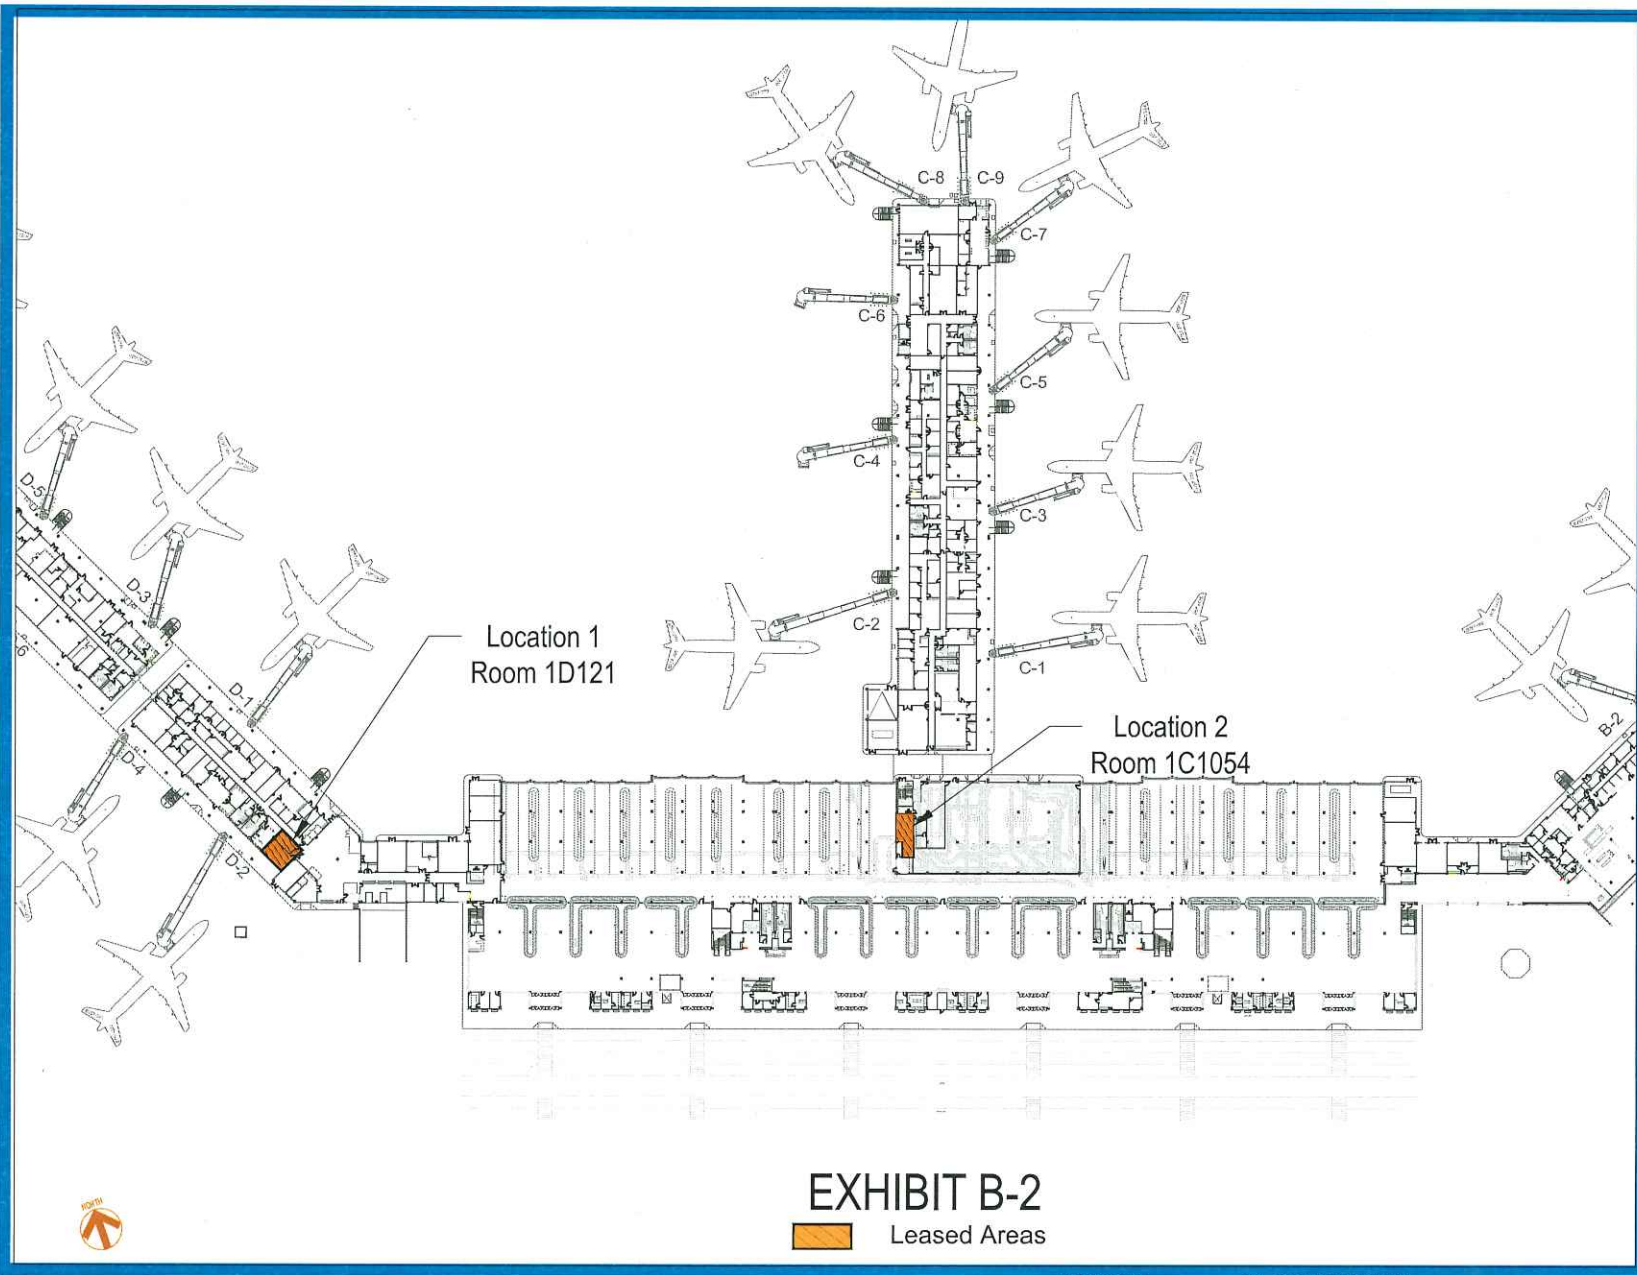 C-8
C-9
C-7
C-6
C-5
C-4
C-3
C-2
C-1
D-5
D-3
D-1
D-4
D-2
B-2
Location 1
Room 1D121
Location 2
Room 1C1054
EXHIBIT B-2
Leased Areas
NORTH